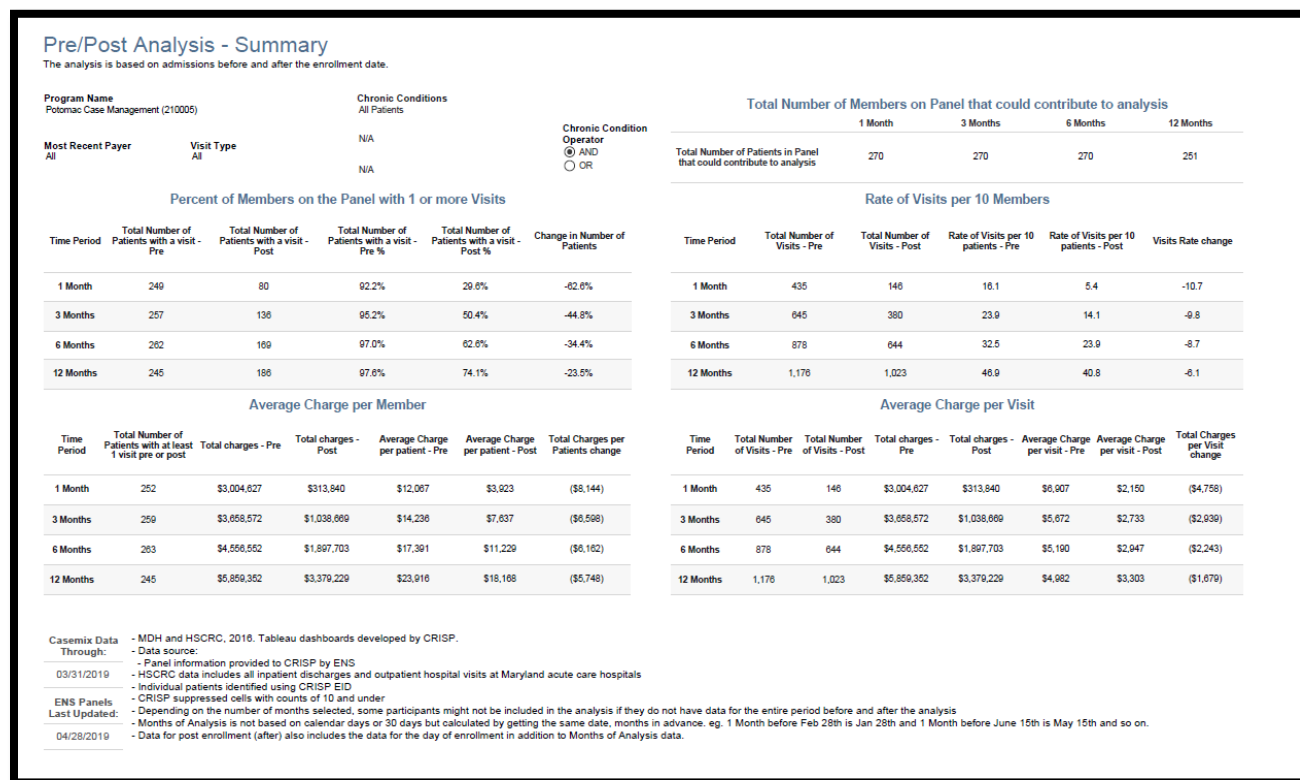 Pre/Post Analysis - Summary
The analysis is based on admissions before and after the enrollment date.
Program Name
Potomac Case Management (210005)
Chronic Conditions
All Patients
N/A
N/A
Most Recent Payer
All
Visit Type
All
Chronic Condition
Operator
AND
OR
Total Number of Members on Panel that could contribute to analysis
1 Month 3 Months 6 Months 12 Months
Total Number of Patients in Panel
that could contribute to analysis
270 270 270 251
Percent of Members on the Panel with 1 or more Visits
Time Period
Total Number of
Patients with a visit -
Pre
Total Number of
Patients with a visit -
Post
Total Number of
Patients with a visit -
Pre %
Total Number of
Patients with a visit -
Post %
Change in Number of
Patients
1 Month 249 80 92.2% 29.6% -62.6%
3 Months 257 136 95.2% 50.4% -44.8%
6 Months 262 169 97.0% 62.6% -34.4%
12 Months 245 186 97.6% 74.1% -23.5%
Rate of Visits per 10 Members
Time Period
Total Number of
Visits - Pre
Total Number of
Visits - Post
Rate of Visits per 10
patients - Pre
Rate of Visits per 10
patients - Post
Visits Rate change
1 Month 435 146 16.1 5.4 -10.7
3 Months 645 380 23.9 14.1 -9.8
6 Months 878 644 32.5 23.9 -8.7
12 Months 1,176 1,023 46.9 40.8 -6.1
Average Charge per Member
Time
Period
Total Number of
Patients with at least
1 visit pre or post
Total charges - Pre
Total charges -
Post
Average Charge
per patient - Pre
Average Charge
per patient - Post
Total Charges per
Patients change
1 Month 252 $3,004,627 $313,840 $12,067 $3,923 ($8,144)
3 Months 259 $3,658,572 $1,038,669 $14,236 $7,637 ($6,598)
6 Months 263 $4,556,552 $1,897,703 $17,391 $11,229 ($6,162)
12 Months 245 $5,859,352 $3,379,229 $23,916 $18,168 ($5,748)
Average Charge per Visit
Time
Period
Total Number
of Visits - Pre
Total Number
of Visits - Post
Total charges -
Pre
Total charges -
Post
Average Charge
per visit - Pre
Average Charge
per visit - Post
Total Charges
per Visit
change
1 Month 435 146 $3,004,627 $313,840 $6,907 $2,150 ($4,758)
3 Months 645 380 $3,658,572 $1,038,669 $5,672 $2,733 ($2,939)
6 Months 878 644 $4,556,552 $1,897,703 $5,190 $2,947 ($2,243)
12 Months 1,176 1,023 $5,859,352 $3,379,229 $4,982 $3,303 ($1,679)
Casemix Data
Through:
03/31/2019
ENS Panels
Last Updated:
04/28/2019
- MDH and HSCRC, 2016. Tableau dashboards developed by CRISP.
- Data source:
- Panel information provided to CRISP by ENS
- HSCRC data includes all inpatient discharges and outpatient hospital visits at Maryland acute care hospitals
- Individual patients identified using CRISP EID
- CRISP suppressed cells with counts of 10 and under
- Depending on the number of months selected, some participants might not be included in the analysis if they do not have data for the entire period before and after the analysis
- Months of Analysis is not based on calendar days or 30 days but calculated by getting the same date, months in advance. eg. 1 Month before Feb 28th is Jan 28th and 1 Month before June 15th is May 15th and so on.
- Data for post enrollment (after) also includes the data for the day of enrollment in addition to Months of Analysis data.